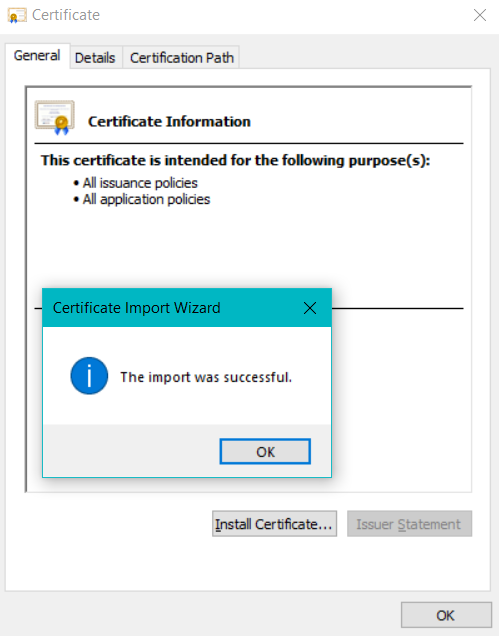 Certificate
General
Details
Certification Path
Certificate Information
This certificate is intended for the following purpose(s):
• All issuance policies
• All application policies
Certificate Import Wizard
The import was successful.
OK
Install Certificate...
Issuer Statement
OK